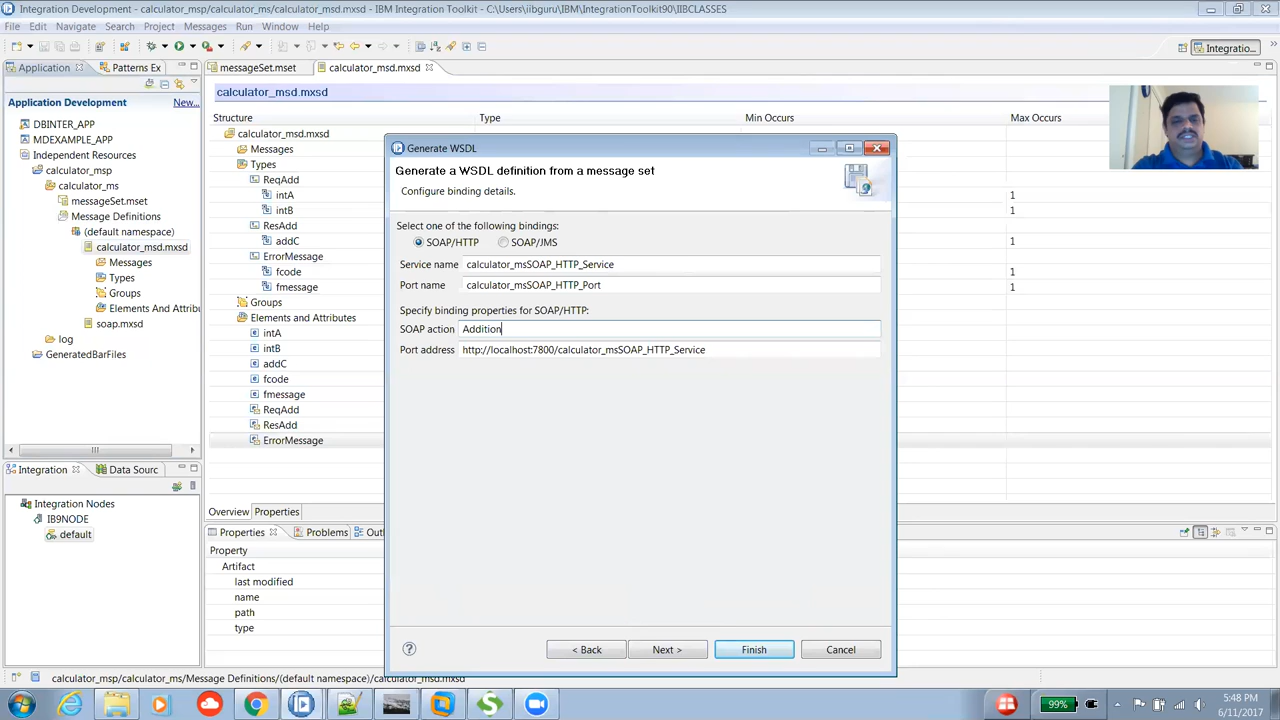 Integration Development - calculator_msp/calculator_ms/calculator_msd.mxsd - IBM Integration Toolkit - C:\Users\iibguru\IBM\IntegrationToolkit90\IIBCLASSES
File Edit Navigate Search Project Messages Run Window Help
Integratio...
Application
Patterns Ex
messageSet.mxset
calculator_msd.mxsd
Application Development
New...
DBINTER_APP
MDEXAMPLE_APP
Independent Resources
calculator_msp
calculator_ms
messageSet.mset
Message Definitions
(default namespace)
calculator_msd.mxsd
Messages
Types
Groups
Elements And Attribu
soap.mxsd
log
GeneratedBarFiles
calculator_msd.mxsd
Structure Type Min Occurs Max Occurs
calculator_msd.mxsd
Messages
Types
ReqAdd
intA 1
intB 1
ResAdd
addC 1
ErrorMessage
fcode 1
fmessage 1
Groups
Elements and Attributes
intA
intB
addC
fcode
fmessage
ReqAdd
ResAdd
ErrorMessage
Overview Properties
Generate WSDL
Generate a WSDL definition from a message set
Configure binding details.
Select one of the following bindings:
SOAP/HTTP SOAP/JMS
Service name calculator_msSOAP_HTTP_Service
Port name calculator_msSOAP_HTTP_Port
Specify binding properties for SOAP/HTTP:
SOAP action Addition
Port address http://localhost:7800/calculator_msSOAP_HTTP_Service
< Back Next > Finish Cancel
Integration
Data Sourc
Integration Nodes
IB9NODE
default
Properties Problems Out
Property
Artifact
last modified
name
path
type
calculator_msp/calculator_ms/Message Definitions/(default namespace)/calculator_msd.mxsd
99%
5:48 PM
6/11/2017